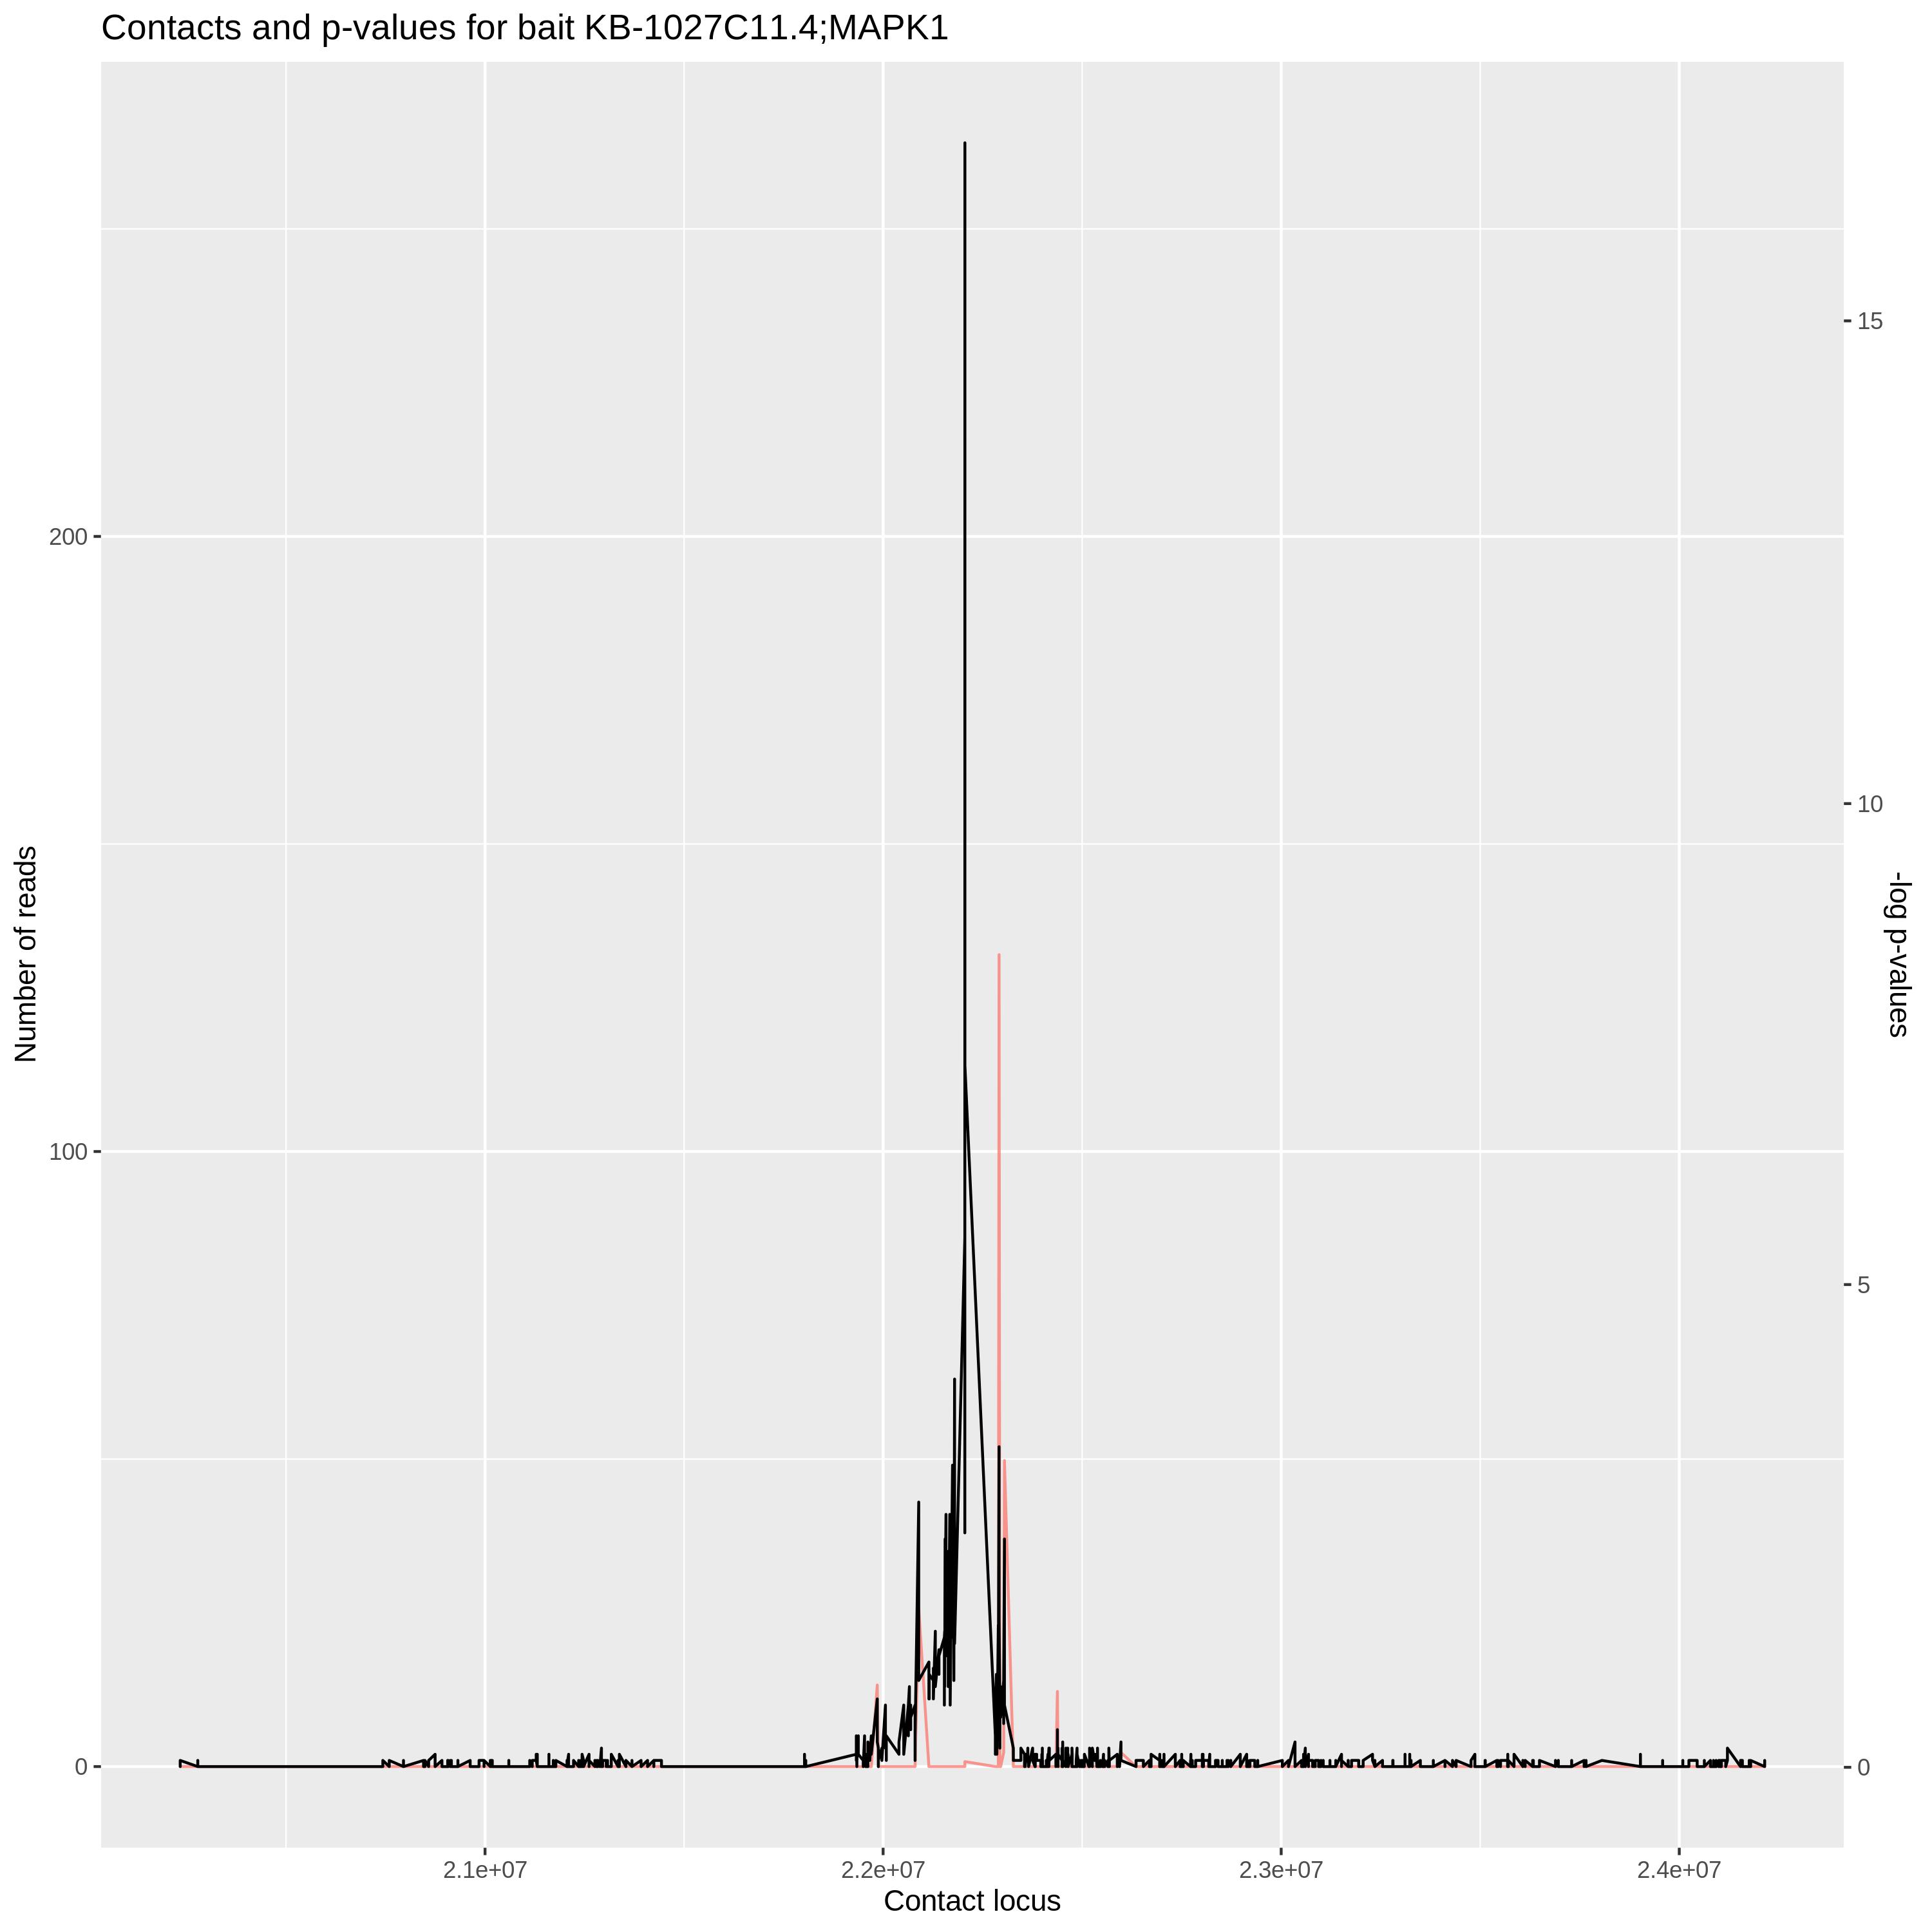 Contacts and p-values for bait KB-1027C11.4;MAPK1
Number of reads
200
100
0
15
10
5
0
-log p-values
2.1e+07
2.2e+07
2.3e+07
2.4e+07
Contact locus